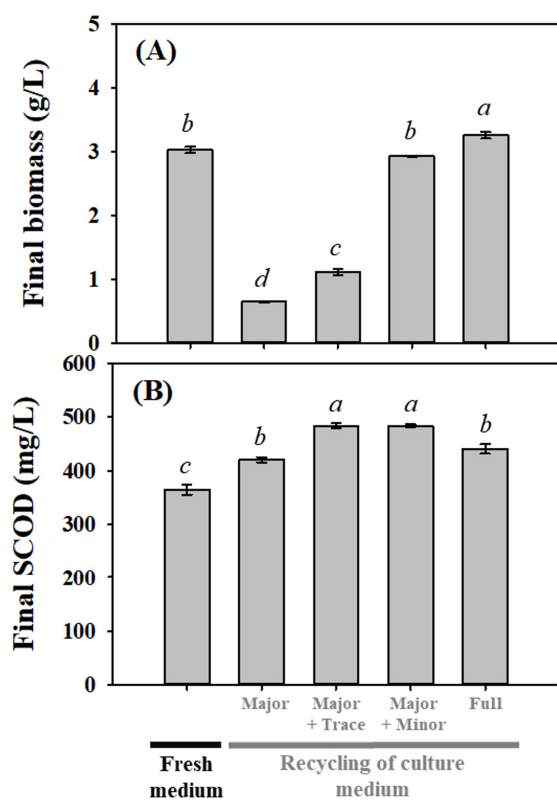 (A)
Final biomass (g/L)
5
4
3
2
1
0
b
d
c
b
a
(B)
Final SCOD (mg/L)
600
500
400
300
200
100
0
c
b
a
a
b
Major
Major
+ Trace
Major
+ Minor
Full
Fresh
medium
Recycling of culture
medium